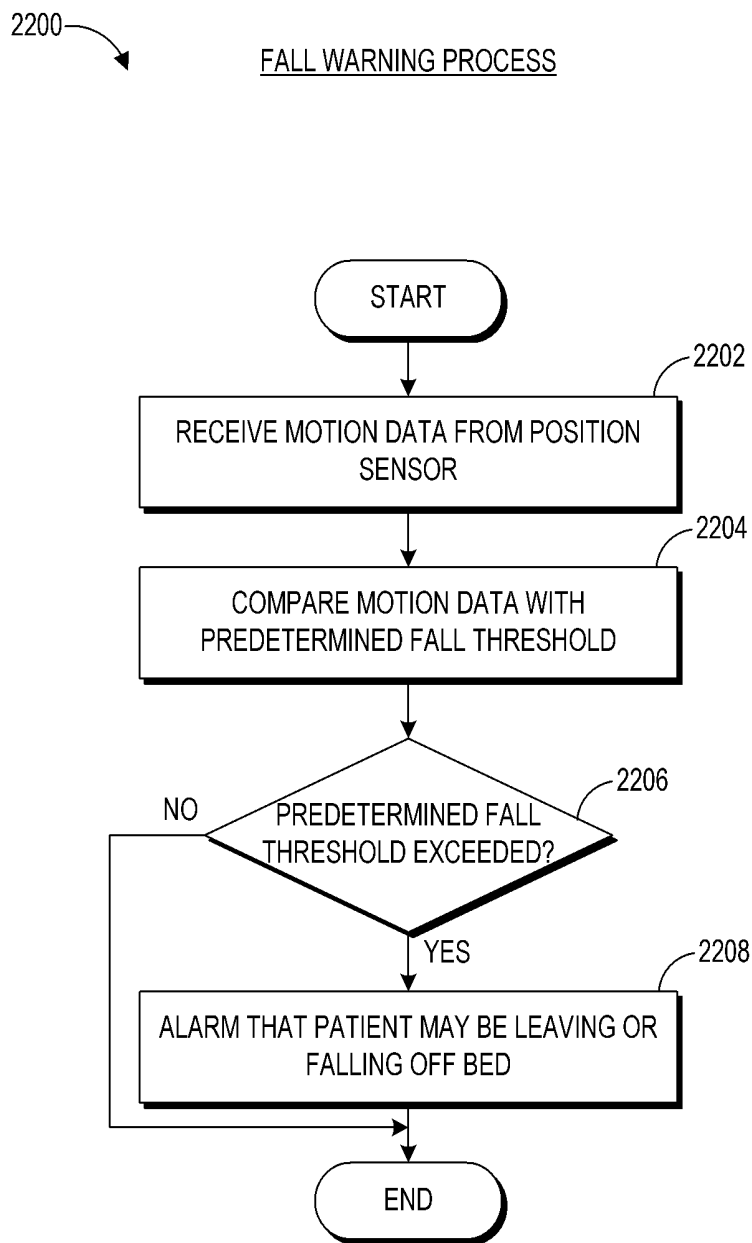 2200
FALL WARNING PROCESS
START
2202
RECEIVE MOTION DATA FROM POSITION
SENSOR
2204
COMPARE MOTION DATA WITH
PREDETERMINED FALL THRESHOLD
2206
NO
PREDETERMINED FALL
THRESHOLD EXCEEDED?
YES
2208
ALARM THAT PATIENT MAY BE LEAVING OR
FALLING OFF BED
END